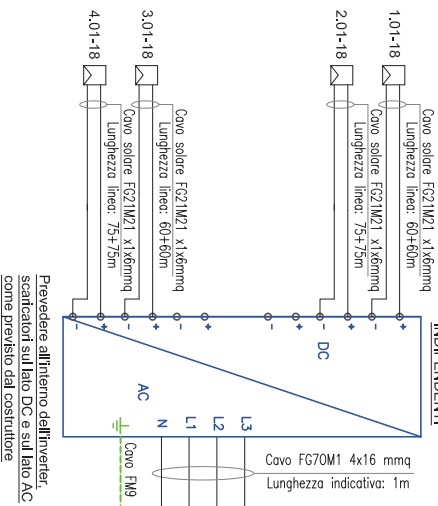 4.01-18
3.01-18
2.01-18
1.01-18
Cavo solare FG21M21 x1x6mmq
Lunghezza linea: 75+75m
Cavo solare FG21M21 x1x6mmq
Lunghezza linea: 60+60m
Cavo solare FG21M21 x1x6mmq
Lunghezza linea: 75+75m
Cavo solare FG21M21 x1x6mmq
Lunghezza linea: 60+60m
INDIPENDENTI
- + - + - + - + - + - +
DC
AC
N
L1
L2
L3
Cavo FG7OM1 4x16 mmq
Lunghezza indicativa: 1m
Cavo FM9
Prevedere all'interno dell'inverter,
scaricatori sul lato DC e sul lato AC
come previsto dal costruttore